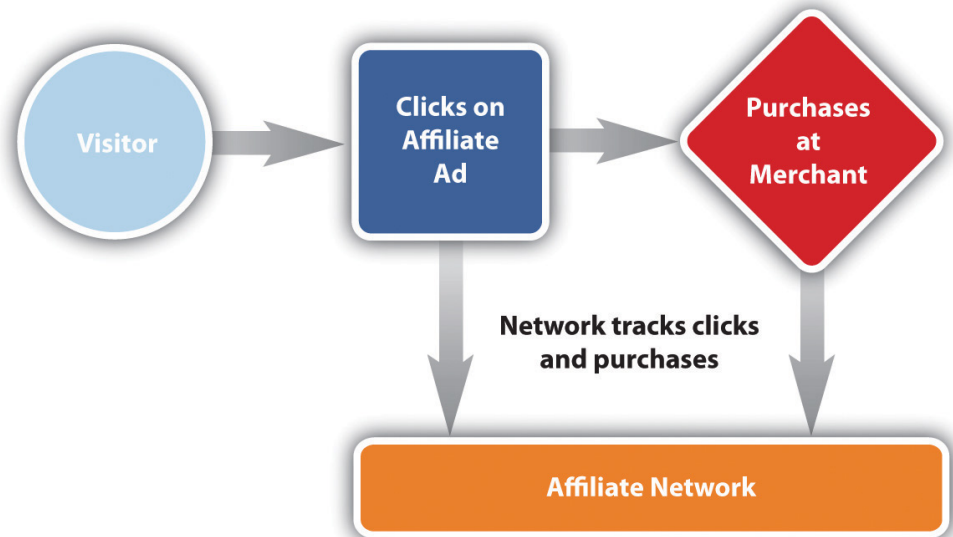 Visitor
Clicks on
Affiliate
Ad
Purchases
at
Merchant
Network tracks clicks
and purchases
Affiliate Network